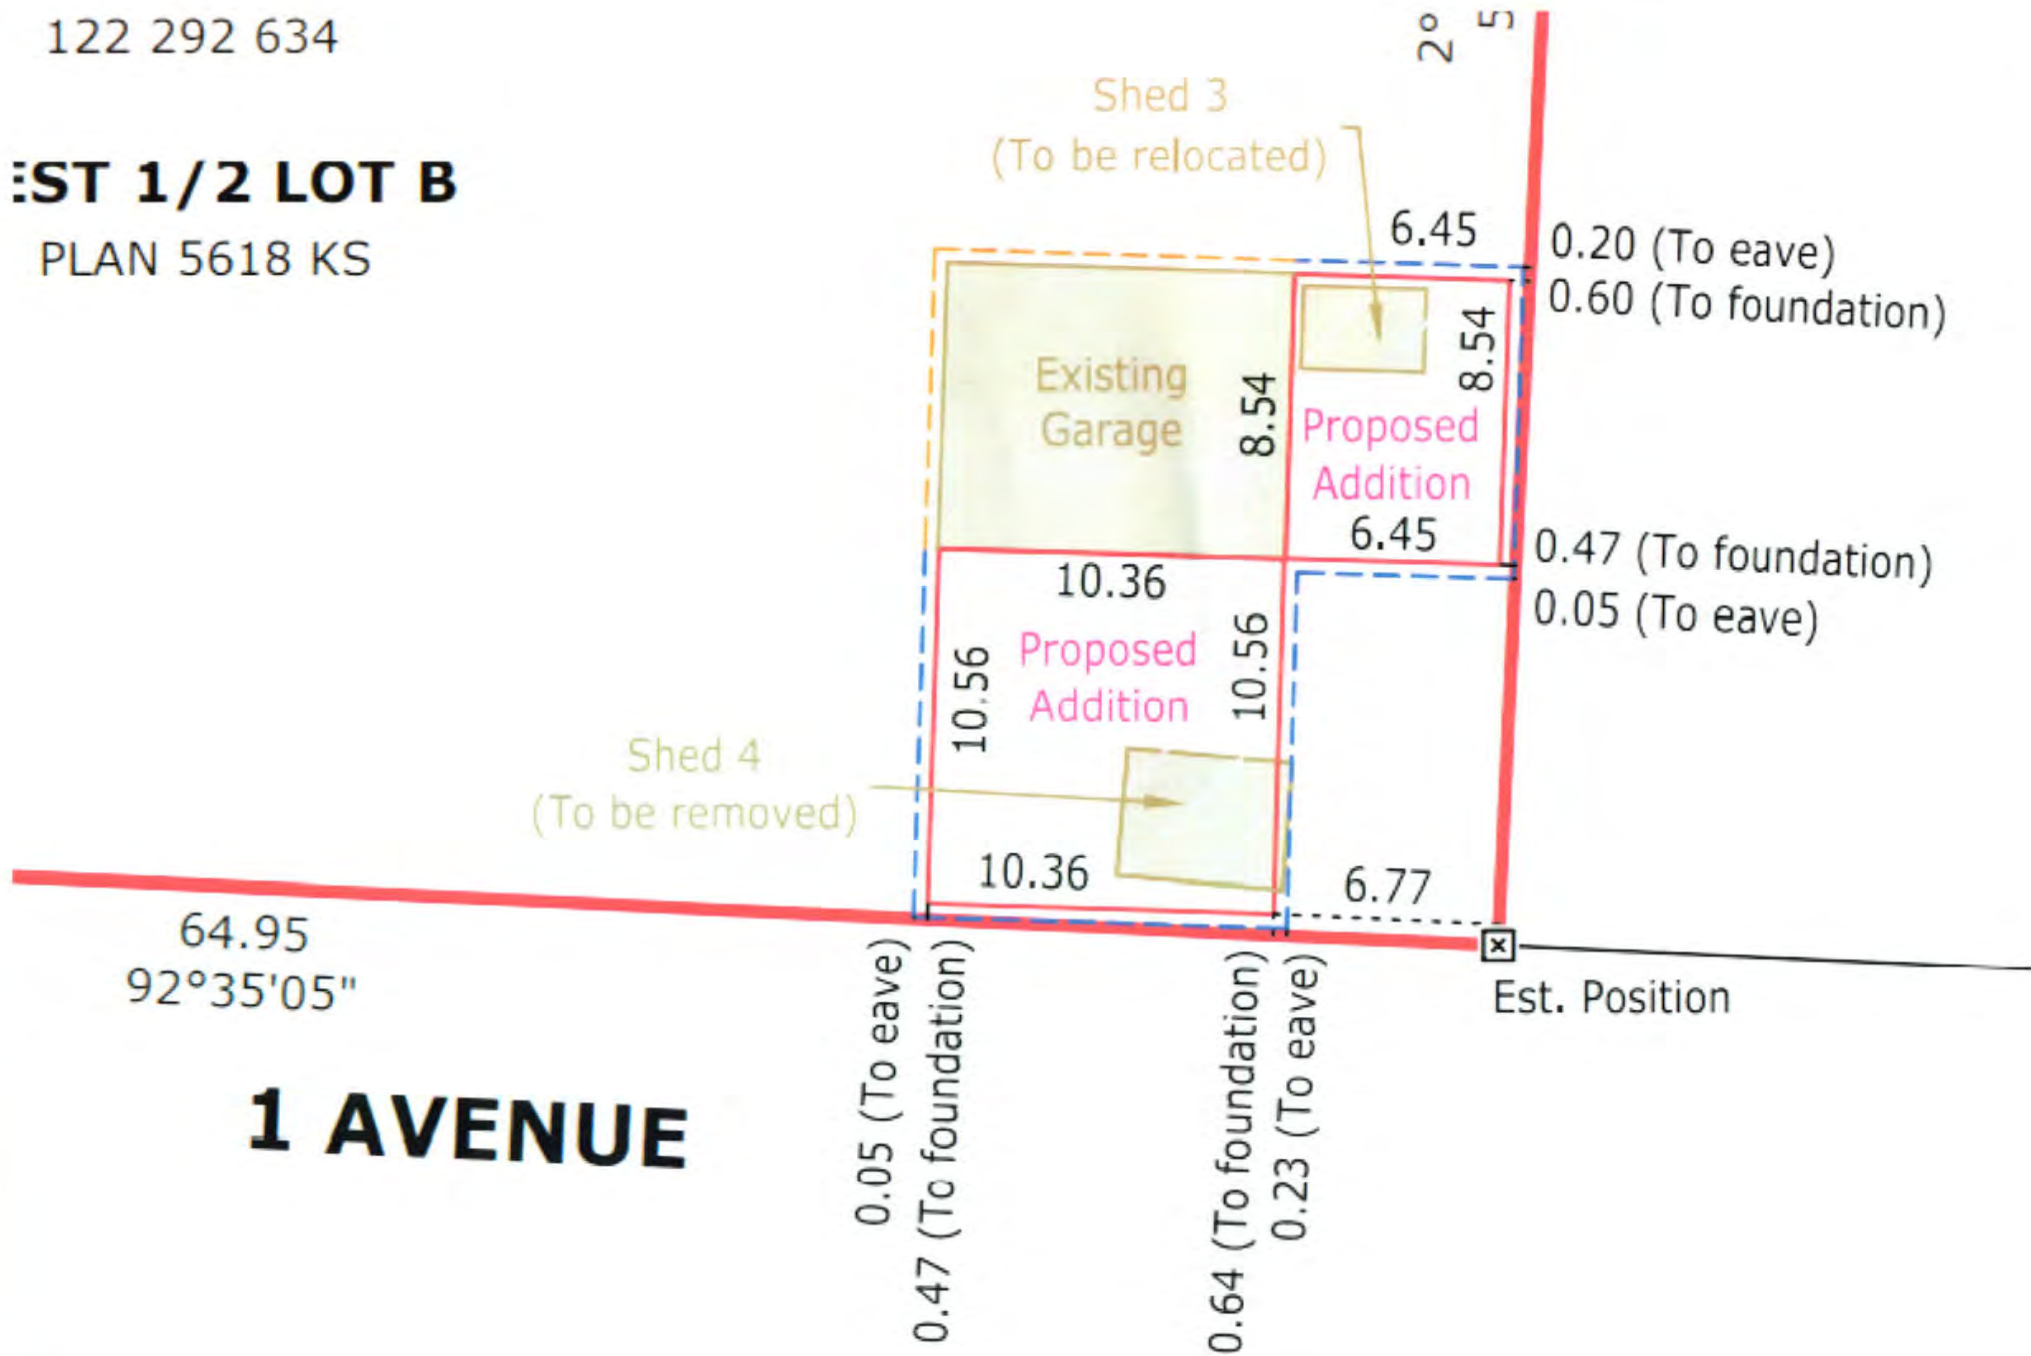 122 292 634
2°
5
Shed 3
(To be relocated)
EST 1/2 LOT B
PLAN 5618 KS
6.45
0.20 (To eave)
0.60 (To foundation)
8.54
Existing
Garage
8.54
Proposed
Addition
6.45
0.47 (To foundation)
0.05 (To eave)
10.36
10.56
Proposed
Addition
10.56
Shed 4
(To be removed)
10.36
6.77
64.95
92°35'05"
Est. Position
0.05 (To eave)
0.47 (To foundation)
0.64 (To foundation)
0.23 (To eave)
1 AVENUE